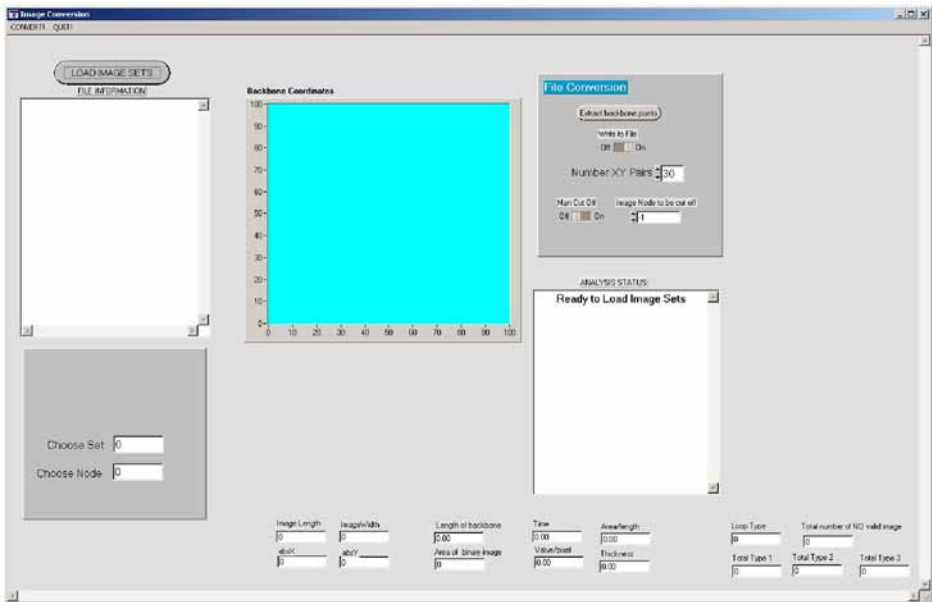 Image Conversion
CONVERT! QUIT!
LOAD IMAGE SETS
FILE INFORMATION
Backbone Coordinates
100
90
80
70
60
50
40
30
20
10
0
0 10 20 30 40 50 60 70 80 90 100
File Conversion
Extract backbone points
Write to File
Off On
Number XY Pairs 30
Man Cut Off Image Node to be cut off
Off On 1
ANALYSIS STATUS:
Ready to Load Image Sets
Choose Set 0
Choose Node 0
Image Length ImageWidth Length of backbone Time Area/length Loop Type Total number of NO valid image
0 0 0.00 0.00 0.00 0 0
absX absY Area of binary image Value/pixel Thickness Total Type 1 Total Type 2 Total Type 3
0 0 0 0.00 0.00 0 0 0